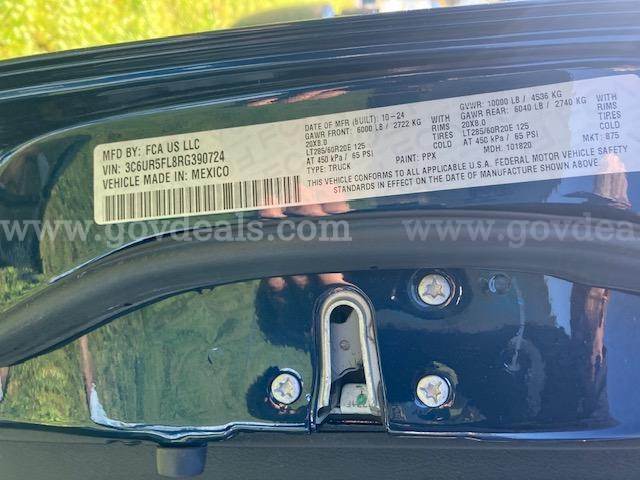 MFD BY: FCA US LLC
VIN: 3C6UR5FL8RG390724
VEHICLE MADE IN: MEXICO
DATE OF MFR (BUILT): 10-24
GAWR FRONT: 6000 LB / 2722 KG WITH
20X8.0 RIMS
LT285/60R20E 125 TIRES
AT 450 kPa / 65 PSI COLD
GVWR: 10000 LB / 4536 KG
GAWR REAR: 6040 LB / 2740 KG WITH
20X8.0 RIMS
LT285/60R20E 125 TIRES
AT 450 kPa / 65 PSI COLD
TYPE: TRUCK PAINT: PPX MDH: 101820 MKT: 875
THIS VEHICLE CONFORMS TO ALL APPLICABLE FEDERAL MOTOR VEHICLE SAFETY
STANDARDS IN EFFECT ON THE DATE OF MANUFACTURE SHOWN ABOVE
www.govdeals.com www.govdeals.com